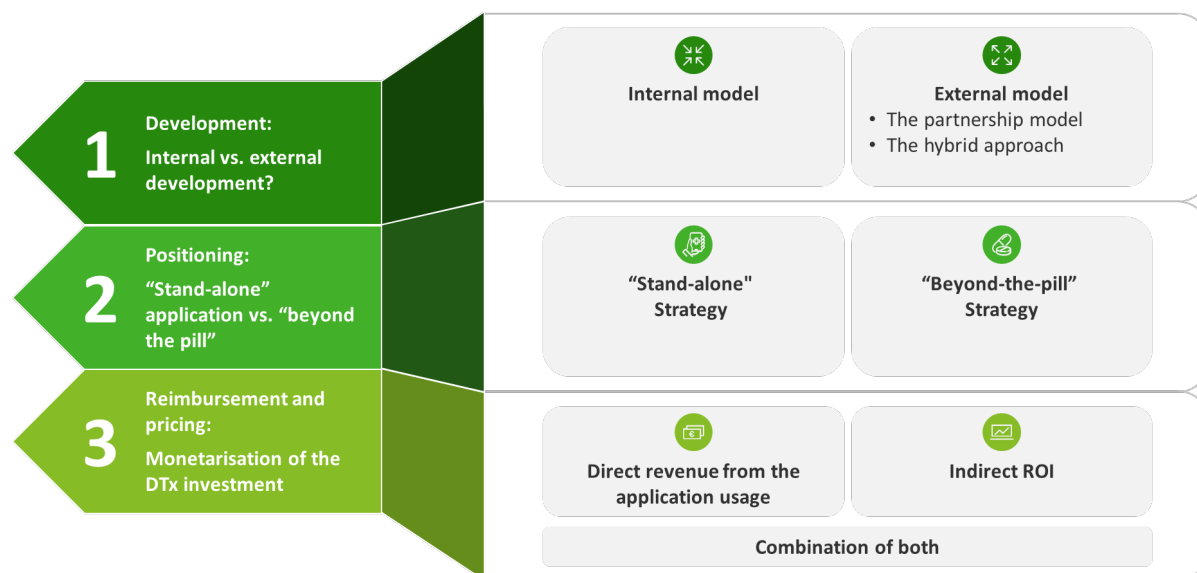 1
Development:
Internal vs. external
development?
Internal model
External model
• The partnership model
• The hybrid approach
2
Positioning:
“Stand-alone”
application vs. “beyond
the pill”
“Stand-alone"
Strategy
“Beyond-the-pill”
Strategy
3
Reimbursement and
pricing:
Monetarisation of the
DTx investment
€
Direct revenue from the
application usage
Indirect ROI
Combination of both